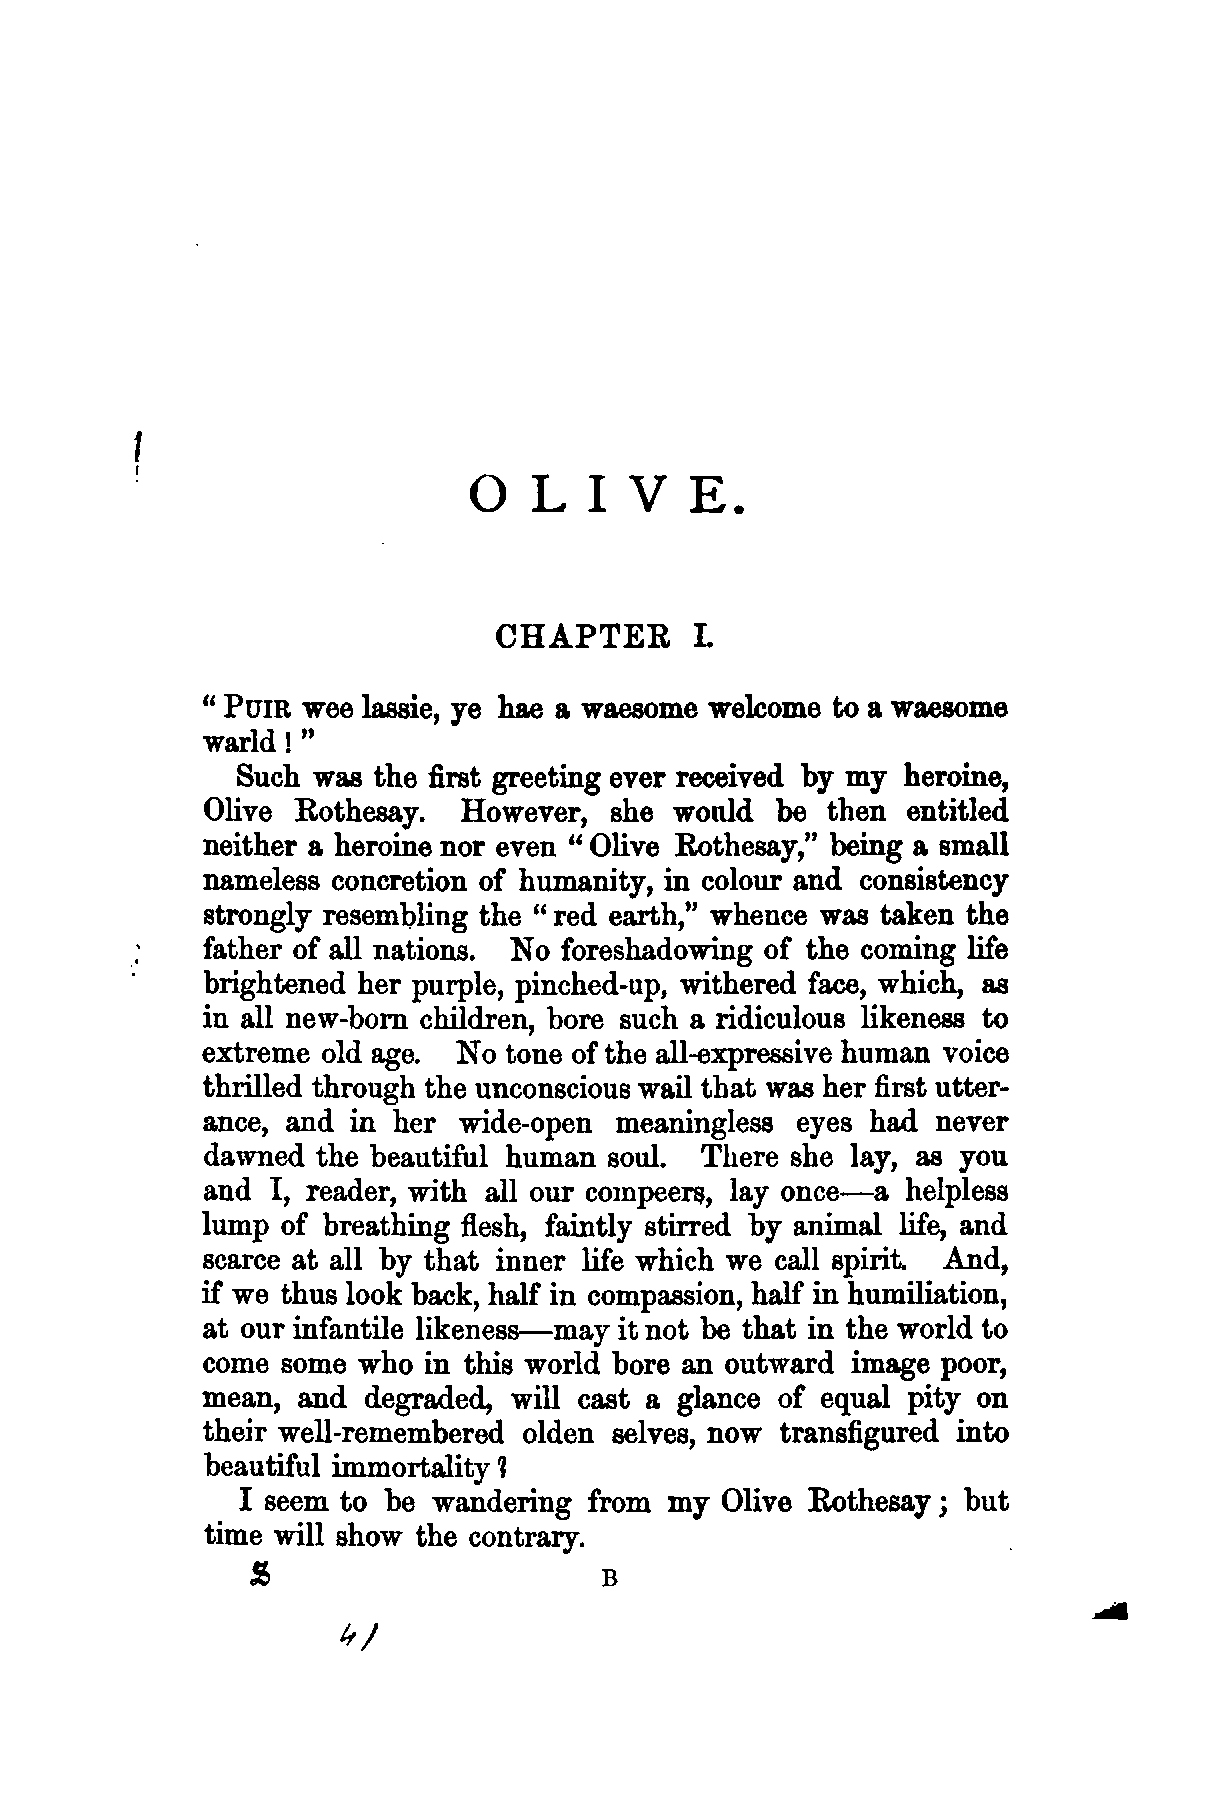 O L I V E.
CHAPTER I.
“ PUIR wee lassie, ye hae a waesome welcome to a waesome
warld ! ”
Such was the first greeting ever received by my heroine,
Olive Rothesay. However, she would be then entitled
neither a heroine nor even “ Olive Rothesay,” being a small
nameless concretion of humanity, in colour and consistency
strongly resembling the “ red earth,” whence was taken the
father of all nations. No foreshadowing of the coming life
brightened her purple, pinched-up, withered face, which, as
in all new-born children, bore such a ridiculous likeness to
extreme old age. No tone of the all-expressive human voice
thrilled through the unconscious wail that was her first utter-
ance, and in her wide-open meaningless eyes had never
dawned the beautiful human soul. There she lay, as you
and I, reader, with all our compeers, lay once—a helpless
lump of breathing flesh, faintly stirred by animal life, and
scarce at all by that inner life which we call spirit. And,
if we thus look back, half in compassion, half in humiliation,
at our infantile likeness—may it not be that in the world to
come some who in this world bore an outward image poor,
mean, and degraded, will cast a glance of equal pity on
their well-remembered olden selves, now transfigured into
beautiful immortality ?
I seem to be wandering from my Olive Rothesay ; but
time will show the contrary.
S B
41